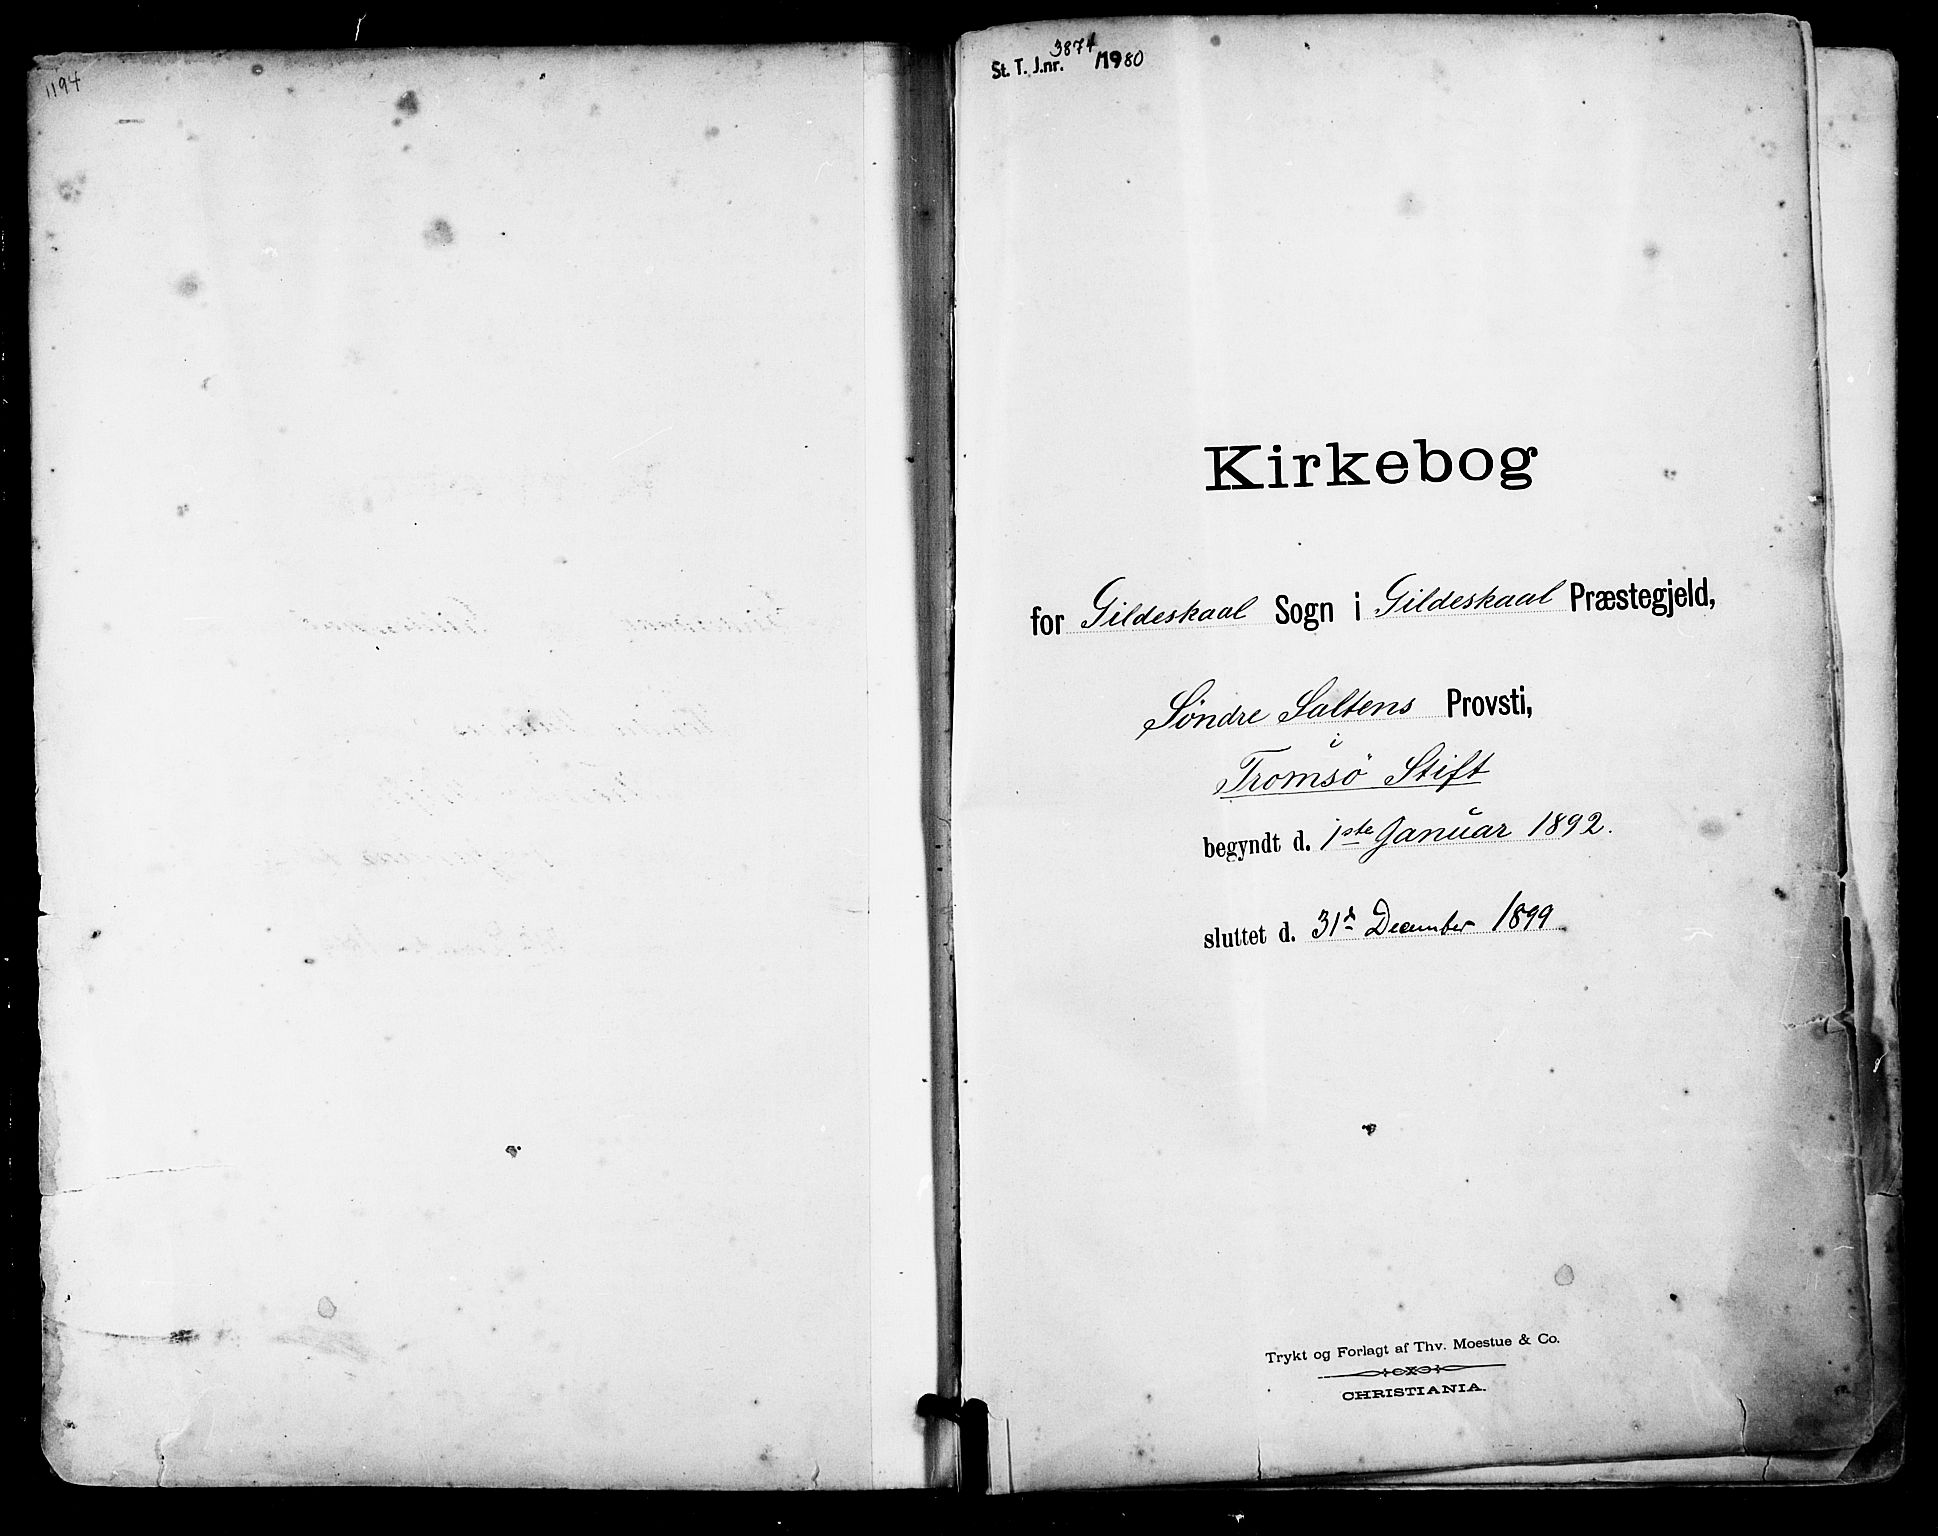 1194
St. T. J.nr. 3874/1980
Kirkebog
for Gildeskaal Sogn i Gildeskaal Præstegjeld,
Söndre Saltens Provsti,
i
Tromsö Stift
begyndt d. 1ste Januar 1892.
sluttet d. 31d December 1899
Trykt og Forlagt af Thv. Moestue & Co.
CHRISTIANIA.